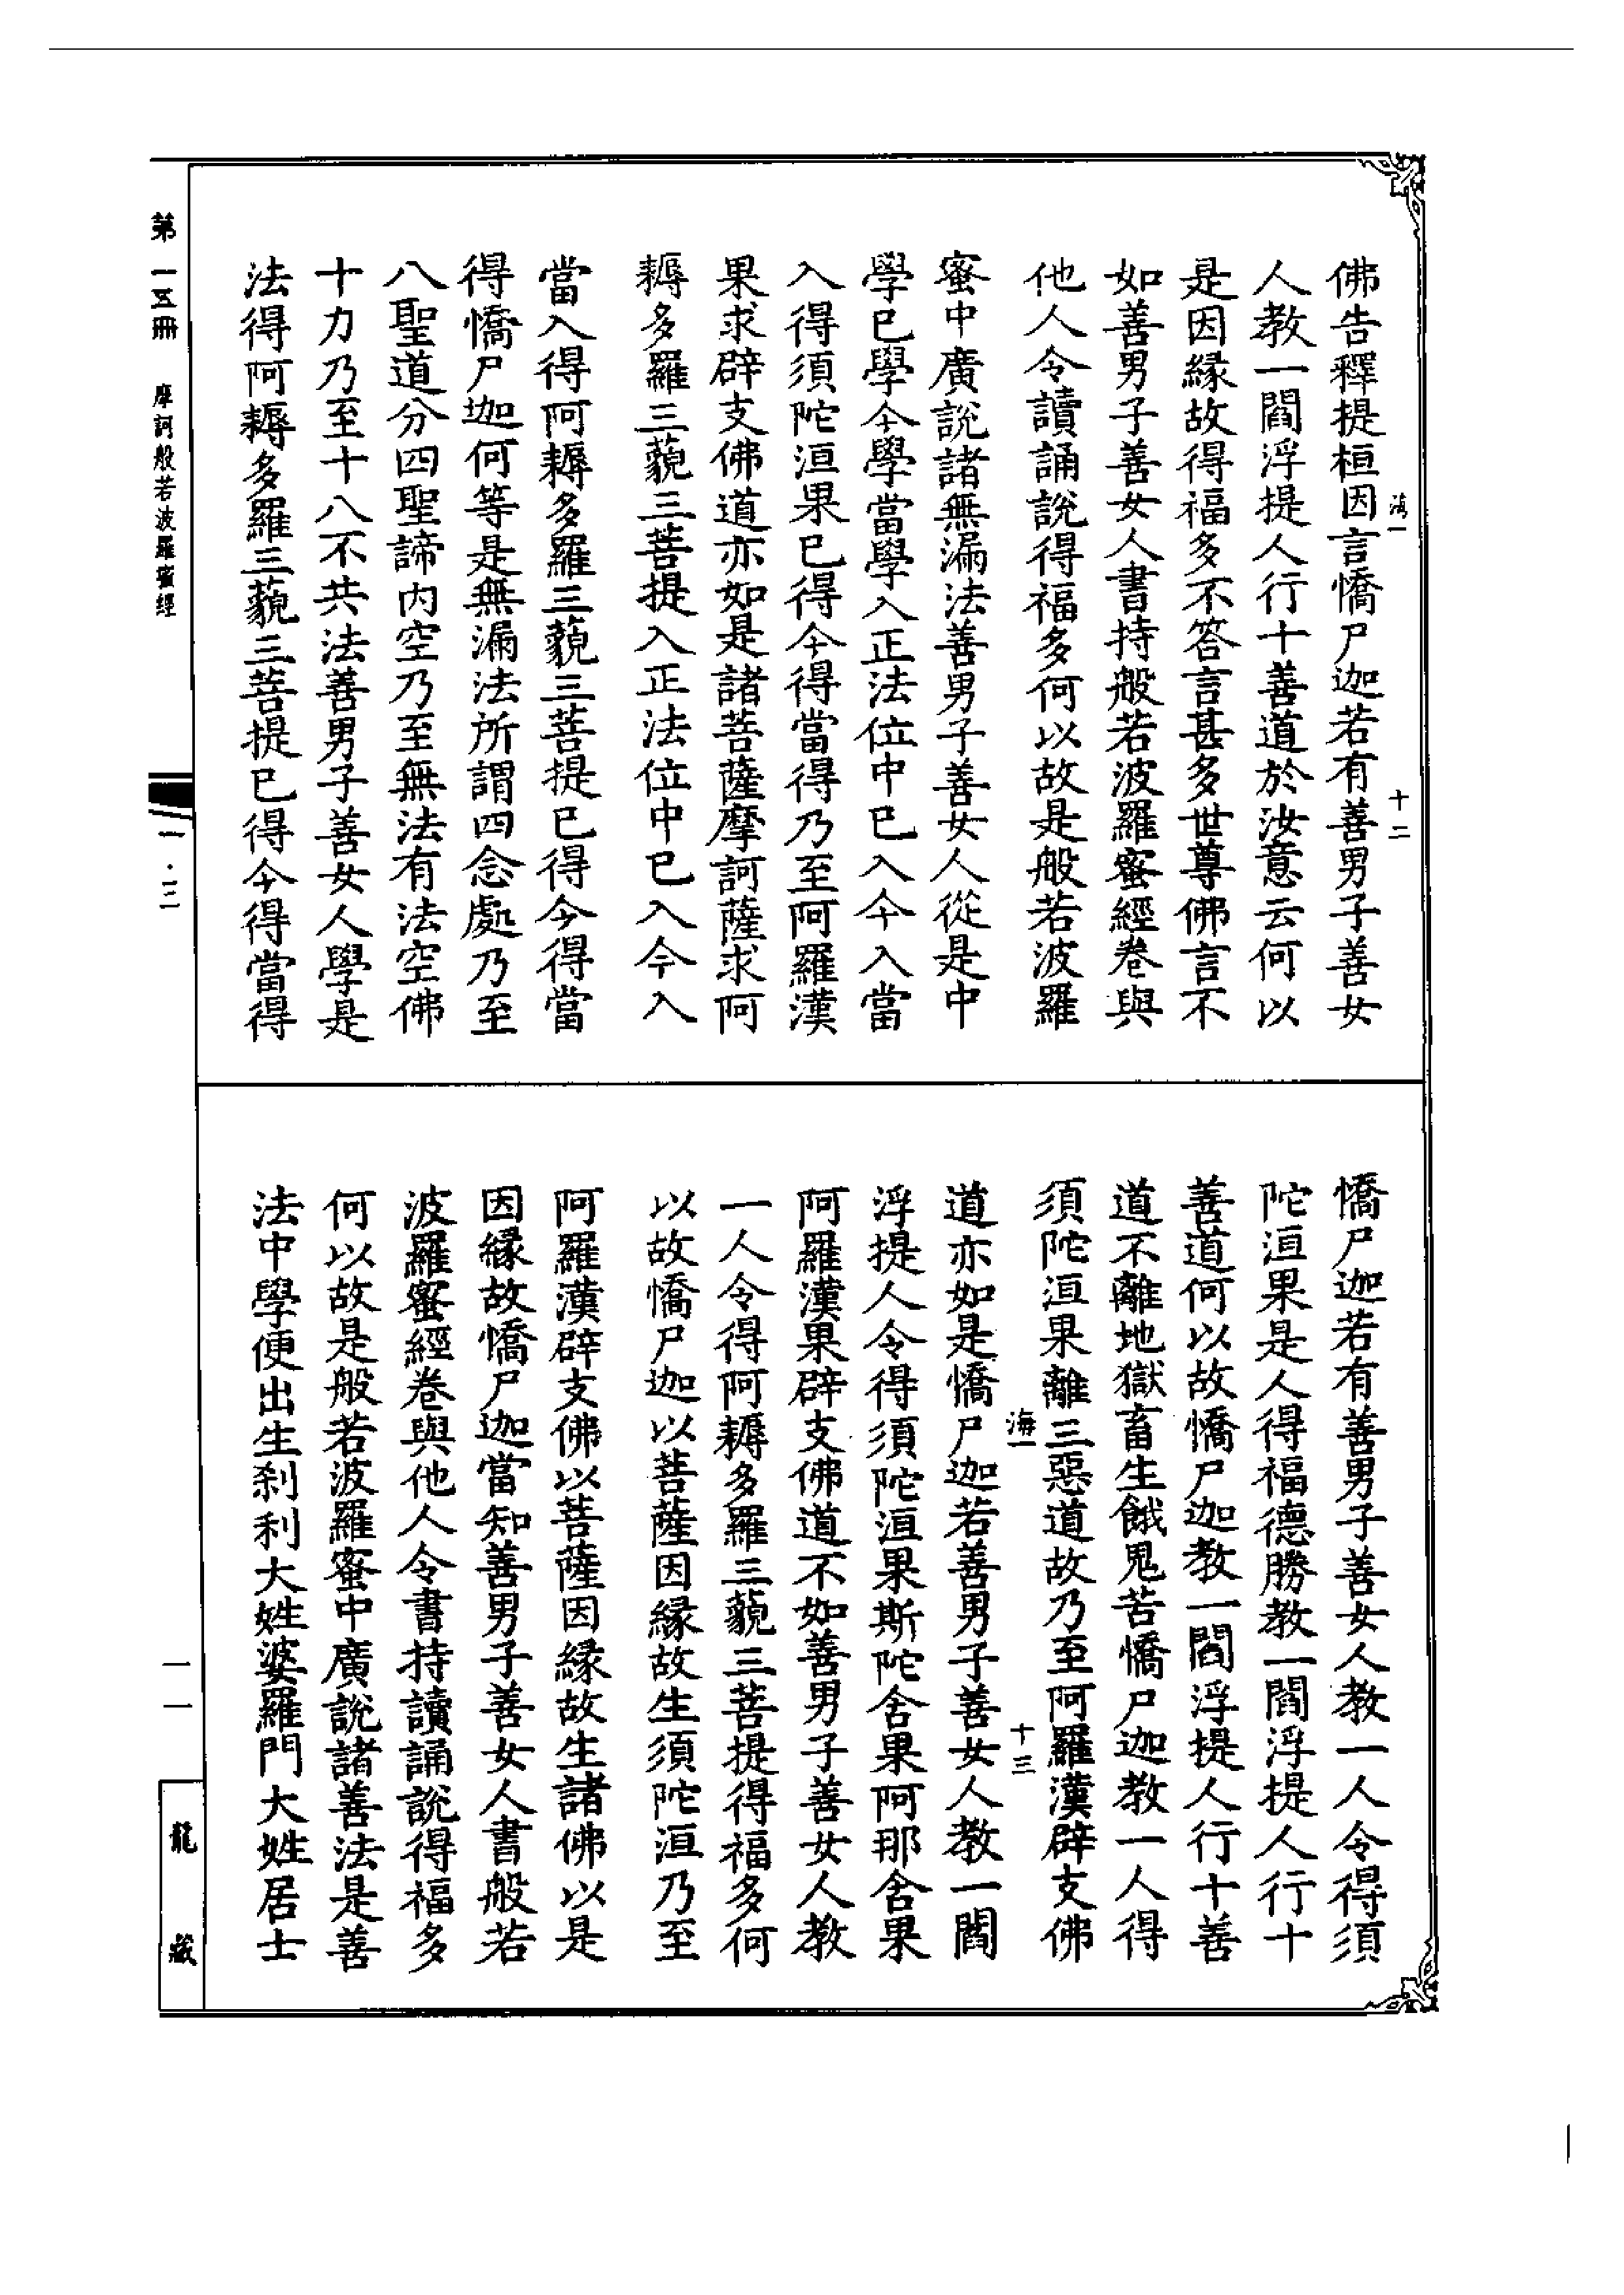 海一
十二
佛告釋提桓因言憍尸迦若有善男子善女
人教一閻浮提人行十善道於汝意云何以
是因緣故得福多不答言甚多世尊佛言不
如善男子善女人書持般若波羅蜜經卷與
他人令讀誦說得福多何以故是般若波羅
蜜中廣說諸無漏法善男子善女人從是中
學已學今學當學入正法位中已入今入當
入得須陀洹果已得今得當得乃至阿羅漢
果求辟支佛道亦如是諸菩薩摩訶薩求阿
耨多羅三藐三菩提入正法位中已入今入
當入得阿耨多羅三藐三菩提已得今得當
得憍尸迦何等是無漏法所謂四念處乃至
八聖道分四聖諦內空乃至無法有法空佛
十力乃至十八不共法善男子善女人學是
法得阿耨多羅三藐三菩提已得今得當得
憍尸迦若有善男子善女人教一人令得須
陀洹果是人得福德勝教一閻浮提人行十
善道何以故憍尸迦教一閻浮提人行十善
道不離地獄畜生餓鬼苦憍尸迦教一人得
須陀洹果離三惡道故乃至阿羅漢辟支佛
海一
十三
道亦如是憍尸迦若善男子善女人教一閻
浮提人令得須陀洹果斯陀含果阿那含果
阿羅漢果辟支佛道不如善男子善女人教
一人令得阿耨多羅三藐三菩提得福多何
以故憍尸迦以菩薩因緣故生須陀洹乃至
阿羅漢辟支佛以菩薩因緣故生諸佛以是
因緣故憍尸迦當知善男子善女人書般若
波羅蜜經卷與他人令書持讀誦說得福多
何以故是般若波羅蜜中廣說諸善法是善
法中學便出生剎利大姓婆羅門大姓居士
第一五冊
摩訶般若波羅蜜經
一·三
一一
龍藏